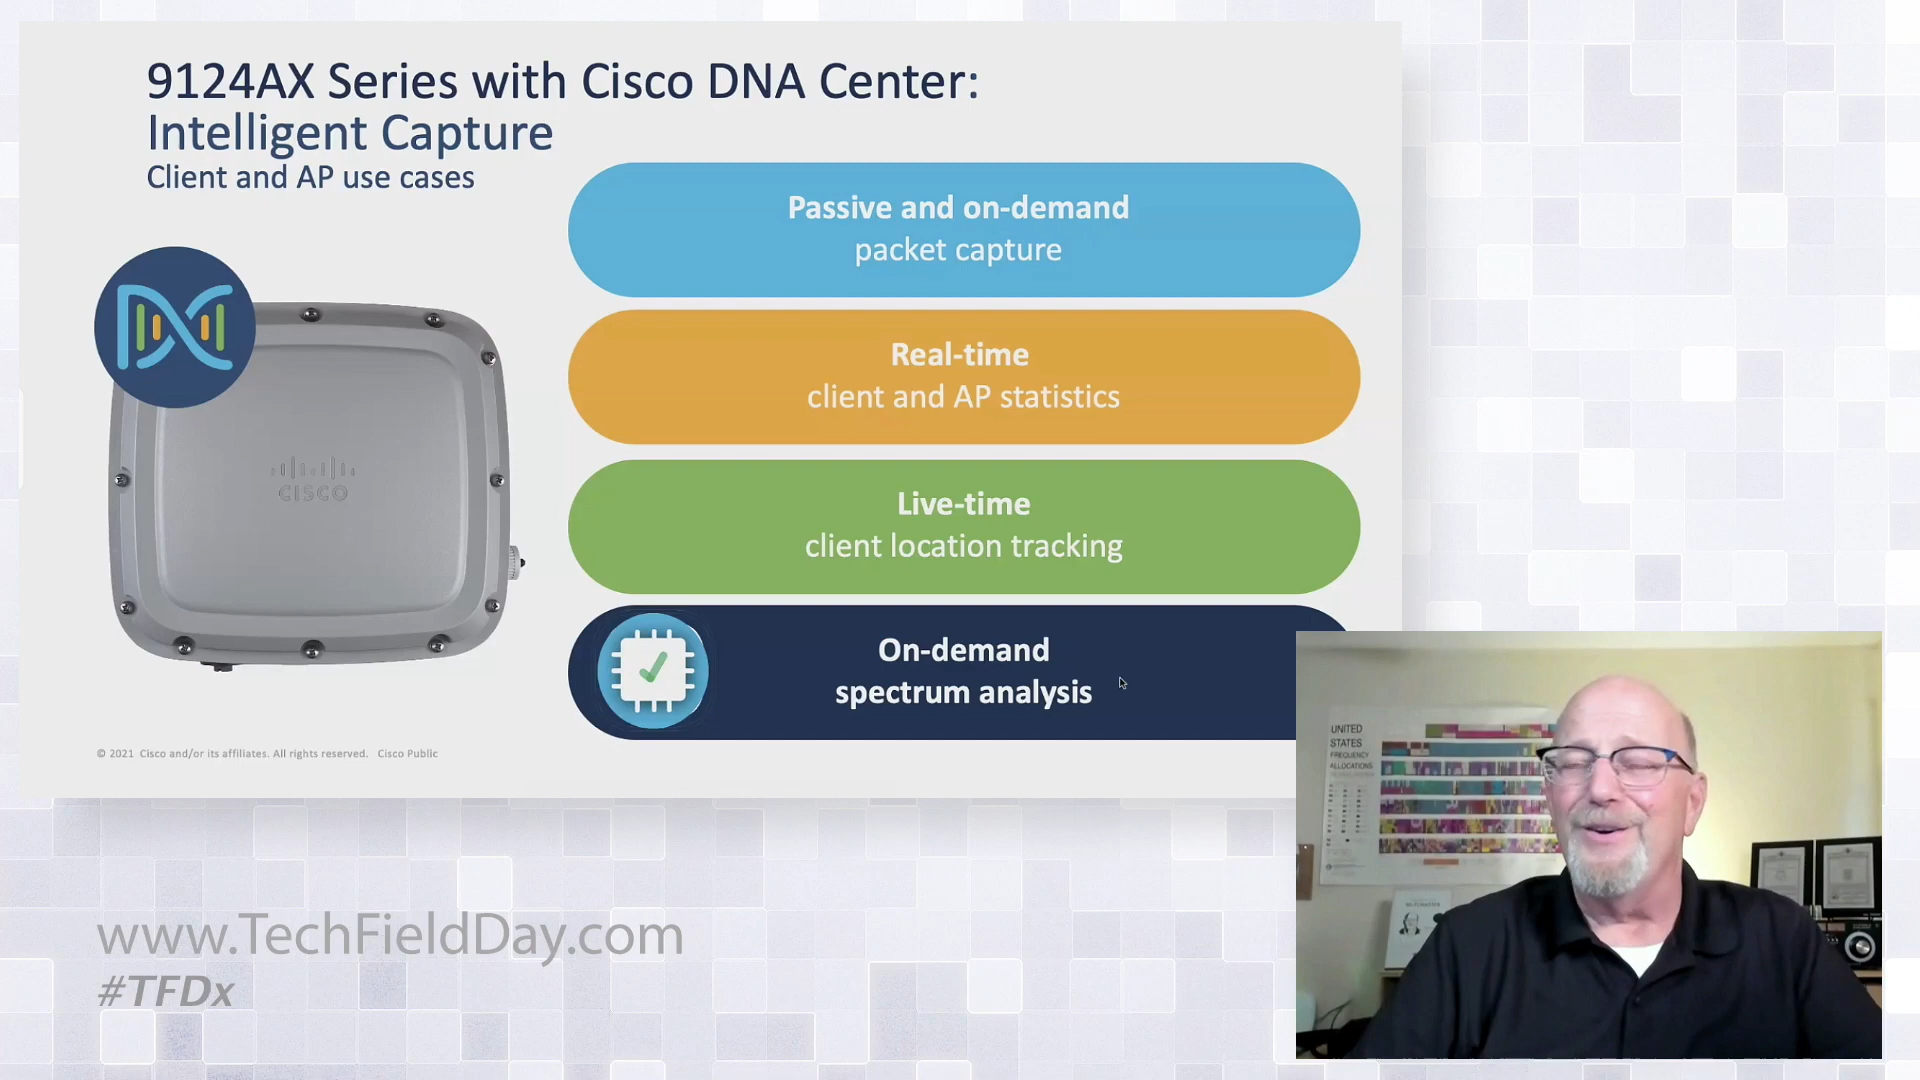 9124AX Series with Cisco DNA Center:
Intelligent Capture
Client and AP use cases
Passive and on-demand
packet capture
Real-time
client and AP statistics
Live-time
client location tracking
On-demand
spectrum analysis
CISCO
© 2021 Cisco and/or its affiliates. All rights reserved. Cisco Public
UNITED
STATES
FREQUENCY
ALLOCATIONS
www.TechFieldDay.com
#TFDx